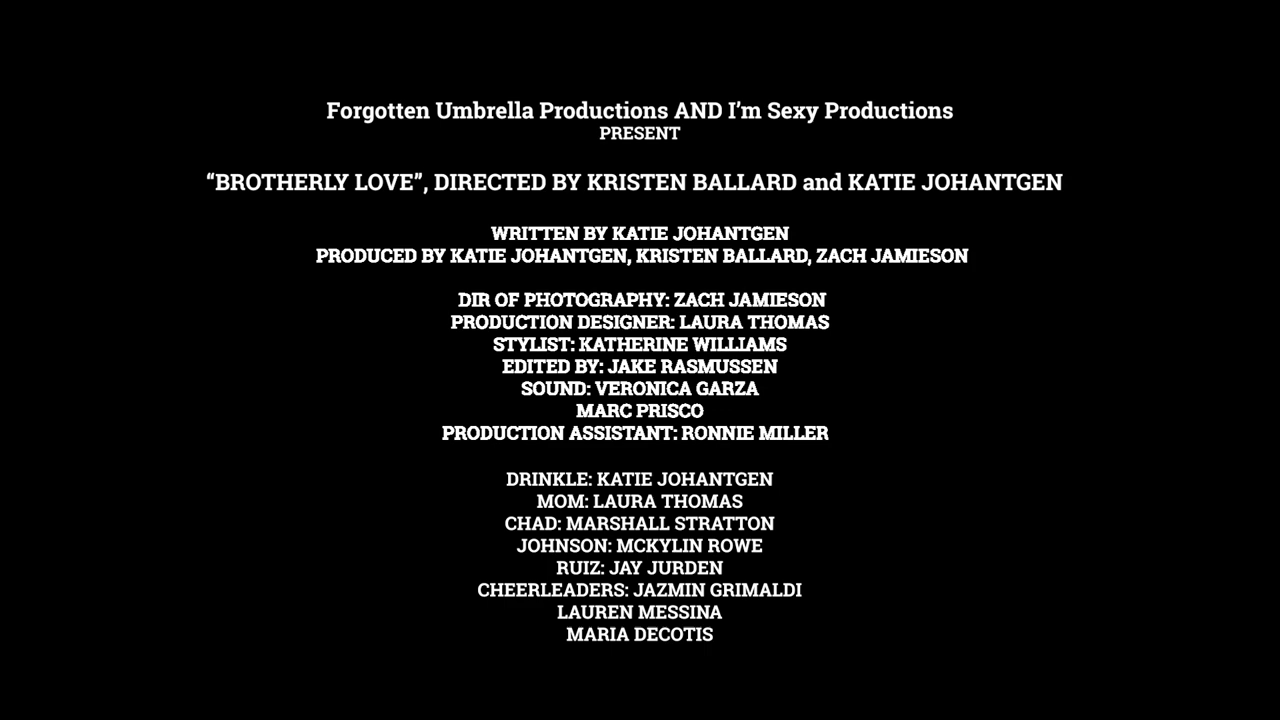 Forgotten Umbrella Productions AND I’m Sexy Productions
PRESENT
“BROTHERLY LOVE”, DIRECTED BY KRISTEN BALLARD and KATIE JOHANTGEN
WRITTEN BY KATIE JOHANTGEN
PRODUCED BY KATIE JOHANTGEN, KRISTEN BALLARD, ZACH JAMIESON
DIR OF PHOTOGRAPHY: ZACH JAMIESON
PRODUCTION DESIGNER: LAURA THOMAS
STYLIST: KATHERINE WILLIAMS
EDITED BY: JAKE RASMUSSEN
SOUND: VERONICA GARZA
MARC PRISCO
PRODUCTION ASSISTANT: RONNIE MILLER
DRINKLE: KATIE JOHANTGEN
MOM: LAURA THOMAS
CHAD: MARSHALL STRATTON
JOHNSON: MCKYLIN ROWE
RUIZ: JAY JURDEN
CHEERLEADERS: JAZMIN GRIMALDI
LAUREN MESSINA
MARIA DECOTIS